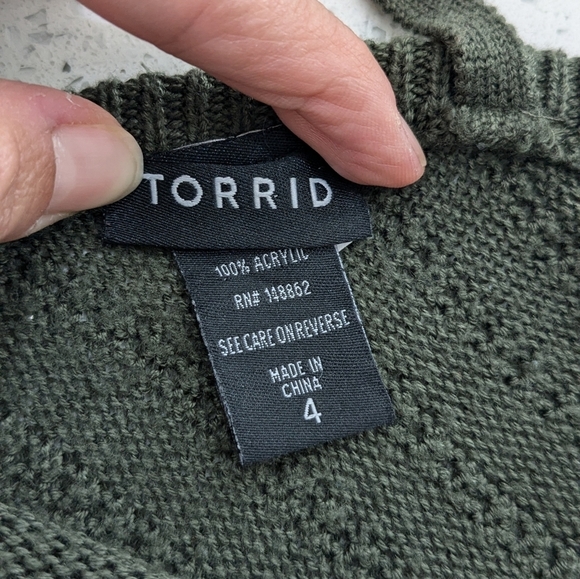 TORRID
100% ACRYLIC
RN# 148862
SEE CARE ON REVERSE
MADE IN
CHINA
4